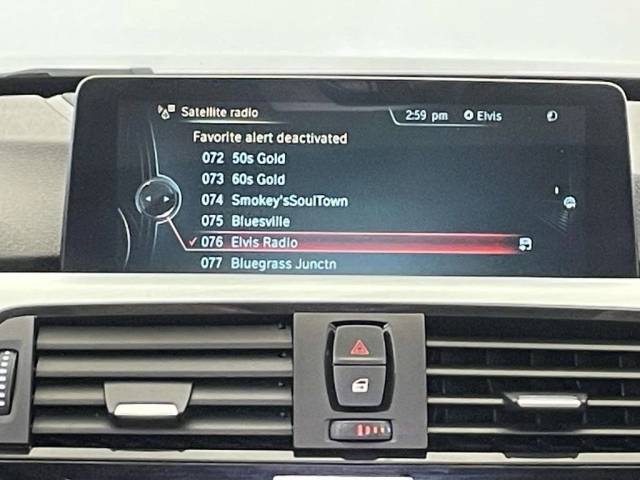 Satellite radio 2:59 pm Elvis
Favorite alert deactivated
072 50s Gold
073 60s Gold
074 Smokey'sSoulTown
075 Bluesville
076 Elvis Radio
077 Bluegrass Junctn